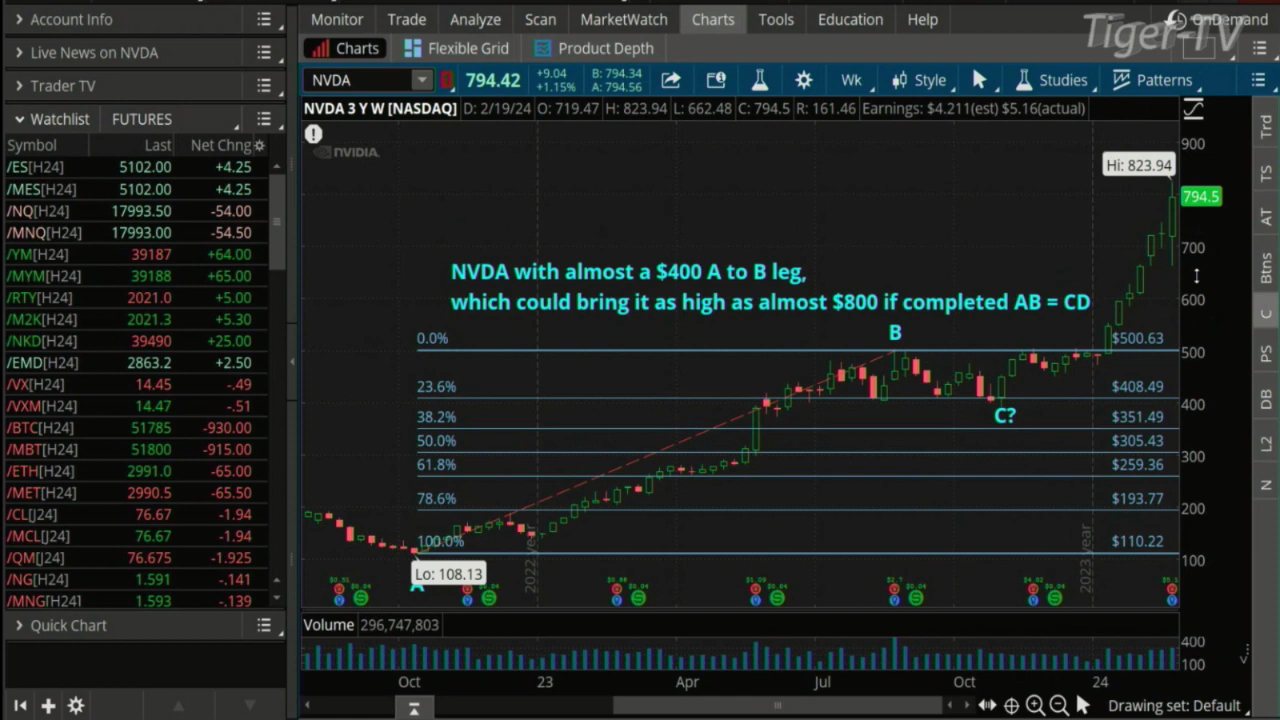 Account Info
Live News on NVDA
Trader TV
Watchlist FUTURES
Symbol Last Net Chng
/ES[H24] 5102.00 +4.25
/MES[H24] 5102.00 +4.25
/NQ[H24] 17993.50 -54.00
/MNQ[H24] 17993.00 -54.50
/YM[H24] 39187 +64.00
/MYM[H24] 39188 +65.00
/RTY[H24] 2021.0 +5.00
/M2K[H24] 2021.3 +5.30
/NKD[H24] 39490 +25.00
/EMD[H24] 2863.2 +2.50
/VX[H24] 14.45 -.49
/VXM[H24] 14.47 -.51
/BTC[H24] 51785 -930.00
/MBT[H24] 51800 -915.00
/ETH[H24] 2991.0 -65.00
/MET[H24] 2990.5 -65.50
/CL[J24] 76.67 -1.94
/MCL[J24] 76.67 -1.94
/QM[J24] 76.675 -1.925
/NG[H24] 1.591 -.141
/MNG[H24] 1.593 -.139
Quick Chart
Monitor Trade Analyze Scan MarketWatch Charts Tools Education Help
OnDemand
Tiger-TV
Charts Flexible Grid Product Depth
NVDA 794.42 +9.04 B: 794.34 Wk Style Studies Patterns
+1.15% A: 794.56
NVDA 3 Y W [NASDAQ] D: 2/19/24 O: 719.47 H: 823.94 L: 662.48 C: 794.5 R: 161.46 Earnings: $4.211(est) $5.16(actual)
NVIDIA.
900
Hi: 823.94
794.5
700
NVDA with almost a $400 A to B leg,
which could bring it as high as almost $800 if completed AB = CD
600
B
0.0% $500.63
500
23.6% $408.49
400
C?
38.2% $351.49
50.0% $305.43
300
61.8% $259.36
78.6% $193.77
200
100.0% $110.22
100
Lo: 108.13
A
2022 year
2023 year
Volume 296,747,803
400
100
Oct 23 Apr Jul Oct 24
Drawing set: Default
Trd
TS
AT
Btns
C
PS
DB
L2
N